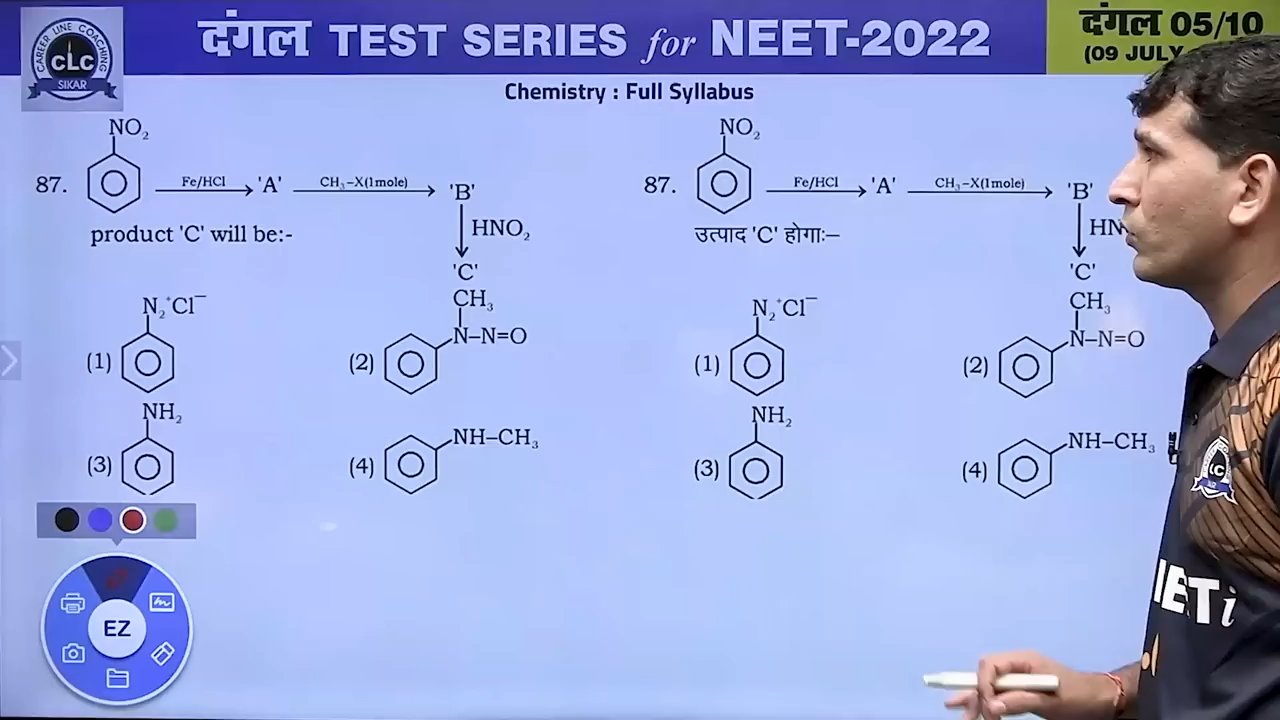 दंगल TEST SERIES for NEET-2022
दंगल 05/10
(09 JULY
CAREER LINE COACHING
CLC
SIKAR
Chemistry : Full Syllabus
NO₂
87. Fe/HCl 'A' CH₃–X(1mole) 'B'
HNO₂
product 'C' will be:-
'C'
(1) N₂⁺Cl⁻
(2) CH₃
N–N=O
(3) NH₂
(4) NH–CH₃
NO₂
87. Fe/HCl 'A' CH₃–X(1mole) 'B'
HN
उत्पाद 'C' होगाः–
'C'
(1) N₂⁺Cl⁻
(2) CH₃
N–N=O
(3) NH₂
(4) NH–CH₃
EZ